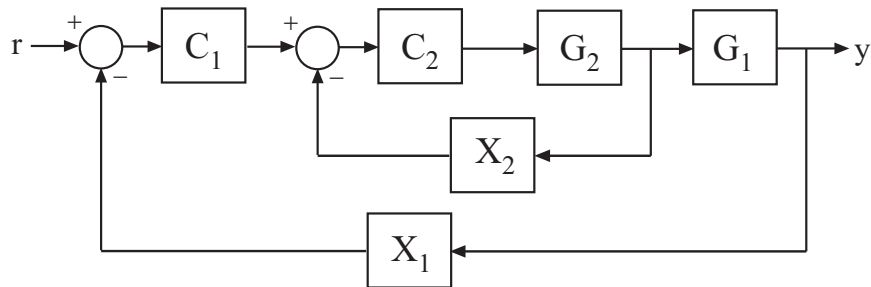 r + − C₁ + − C₂ G₂ G₁ y
X₂
X₁